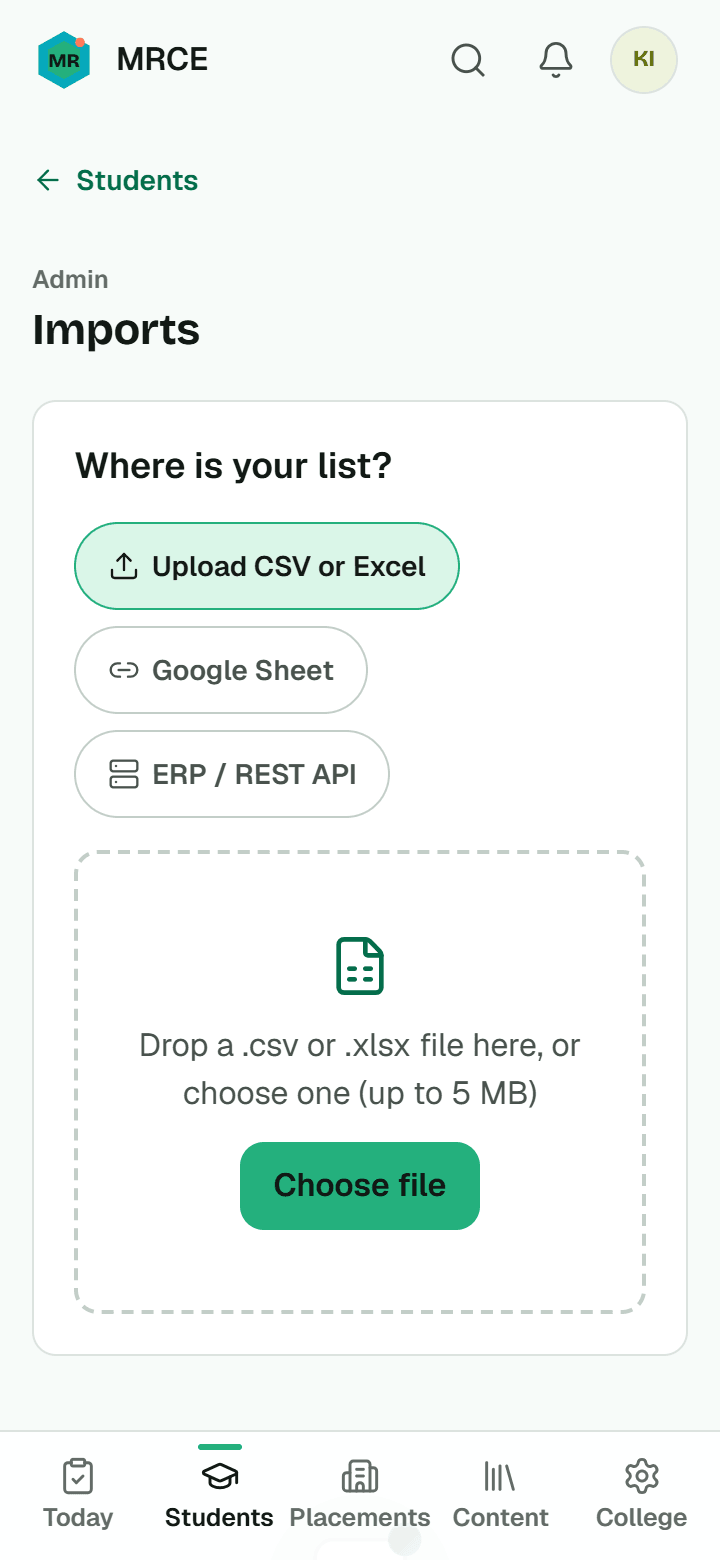 MR MRCE KI
Students
Admin
Imports
Where is your list?
Upload CSV or Excel
Google Sheet
ERP / REST API
Drop a .csv or .xlsx file here, or
choose one (up to 5 MB)
Choose file
Today Students Placements Content College